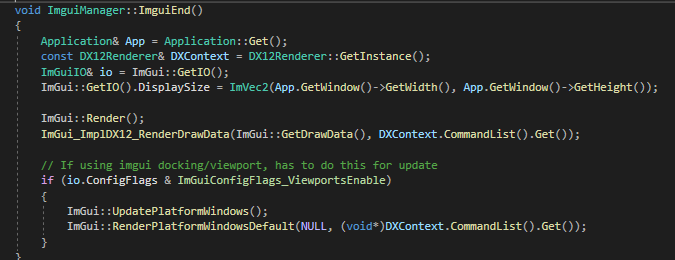 void ImguiManager::ImguiEnd()
{
Application& App = Application::Get();
const DX12Renderer& DXContext = DX12Renderer::GetInstance();
ImGuiIO& io = ImGui::GetIO();
ImGui::GetIO().DisplaySize = ImVec2(App.GetWindow()->GetWidth(), App.GetWindow()->GetHeight());
ImGui::Render();
ImGui_ImplDX12_RenderDrawData(ImGui::GetDrawData(), DXContext.CommandList().Get());
// If using imgui docking/viewport, has to do this for update
if (io.ConfigFlags & ImGuiConfigFlags_ViewportsEnable)
{
ImGui::UpdatePlatformWindows();
ImGui::RenderPlatformWindowsDefault(NULL, (void*)DXContext.CommandList().Get());
}
}